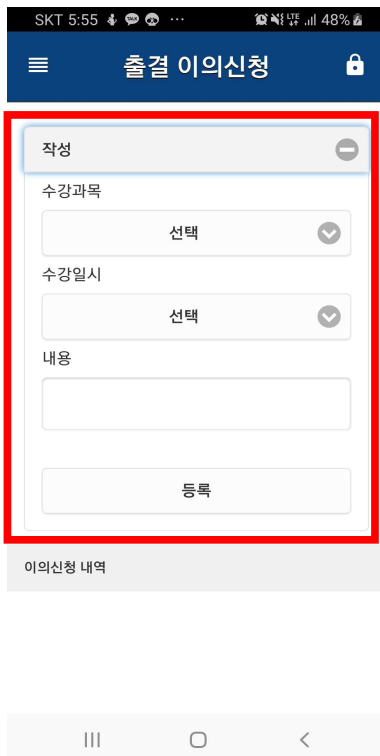 SKT 5:55 ... LTE 48%
출결 이의신청
작성
수강과목
선택
수강일시
선택
내용
등록
이의신청 내역